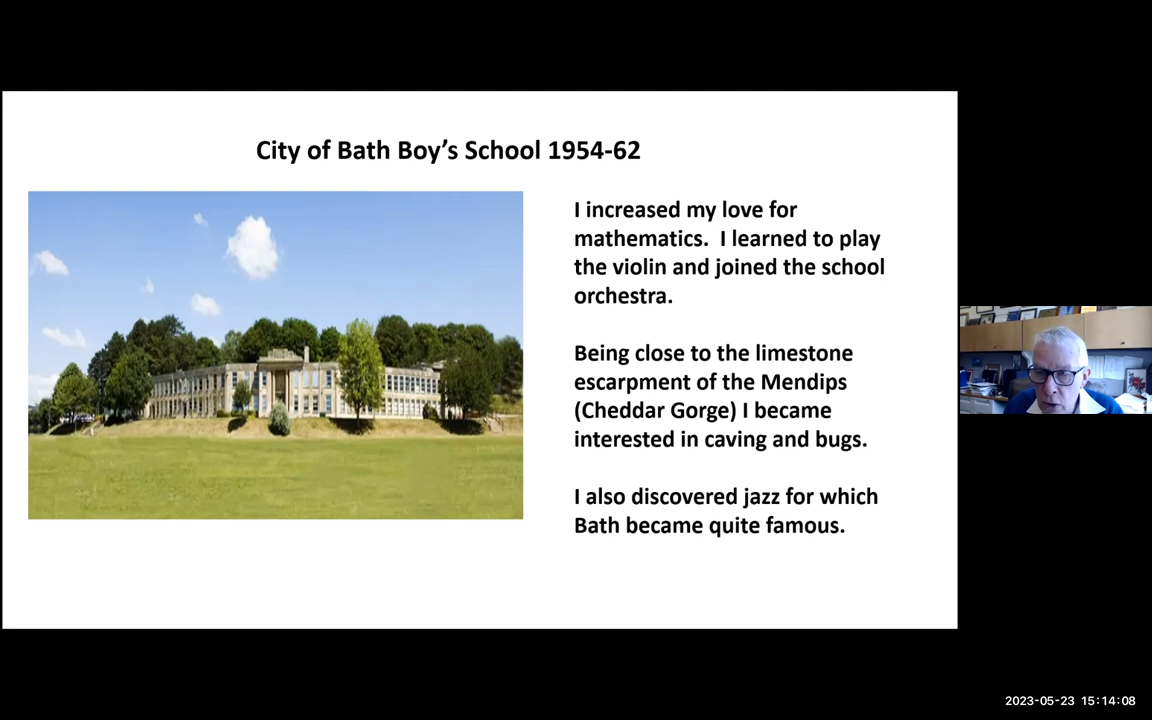 City of Bath Boy’s School 1954-62
I increased my love for
mathematics.  I learned to play
the violin and joined the school
orchestra.
Being close to the limestone
escarpment of the Mendips
(Cheddar Gorge) I became
interested in caving and bugs.
I also discovered jazz for which
Bath became quite famous.
2023-05-23 15:14:08